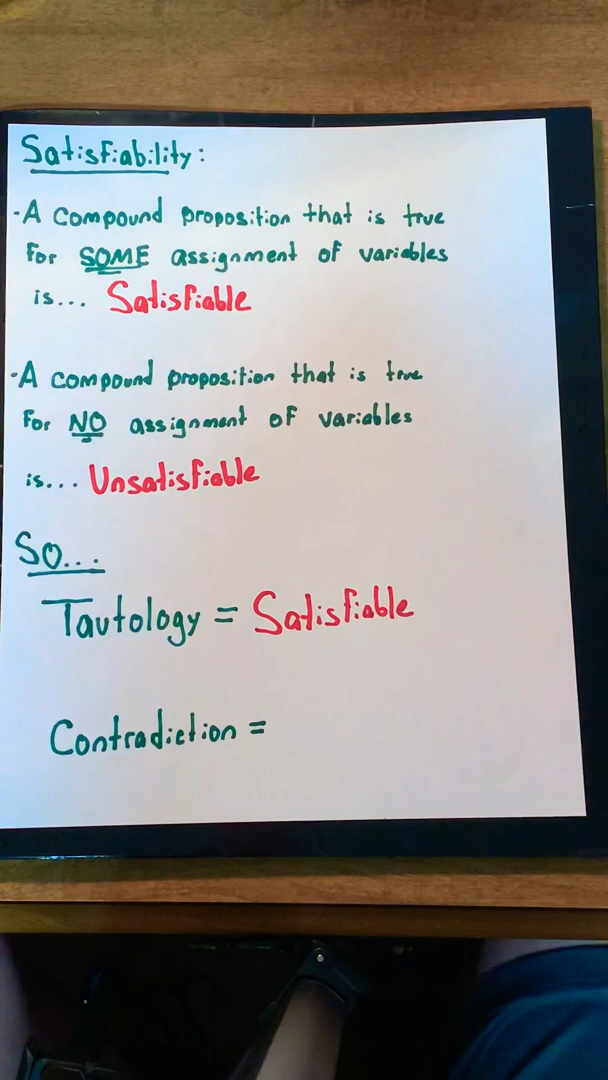 Satisfiability:
-A compound proposition that is true
for SOME assignment of variables
is... Satisfiable
-A compound proposition that is true
for NO assignment of variables
is... Unsatisfiable
So...
Tautology = Satisfiable
Contradiction =